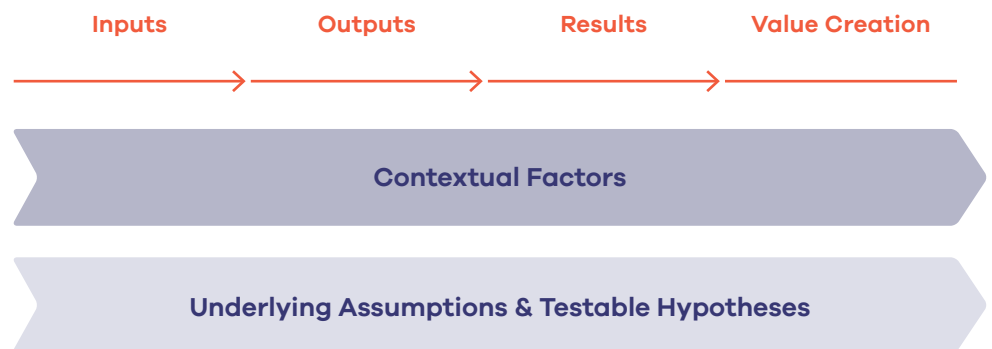 Inputs Outputs Results Value Creation
Contextual Factors
Underlying Assumptions & Testable Hypotheses